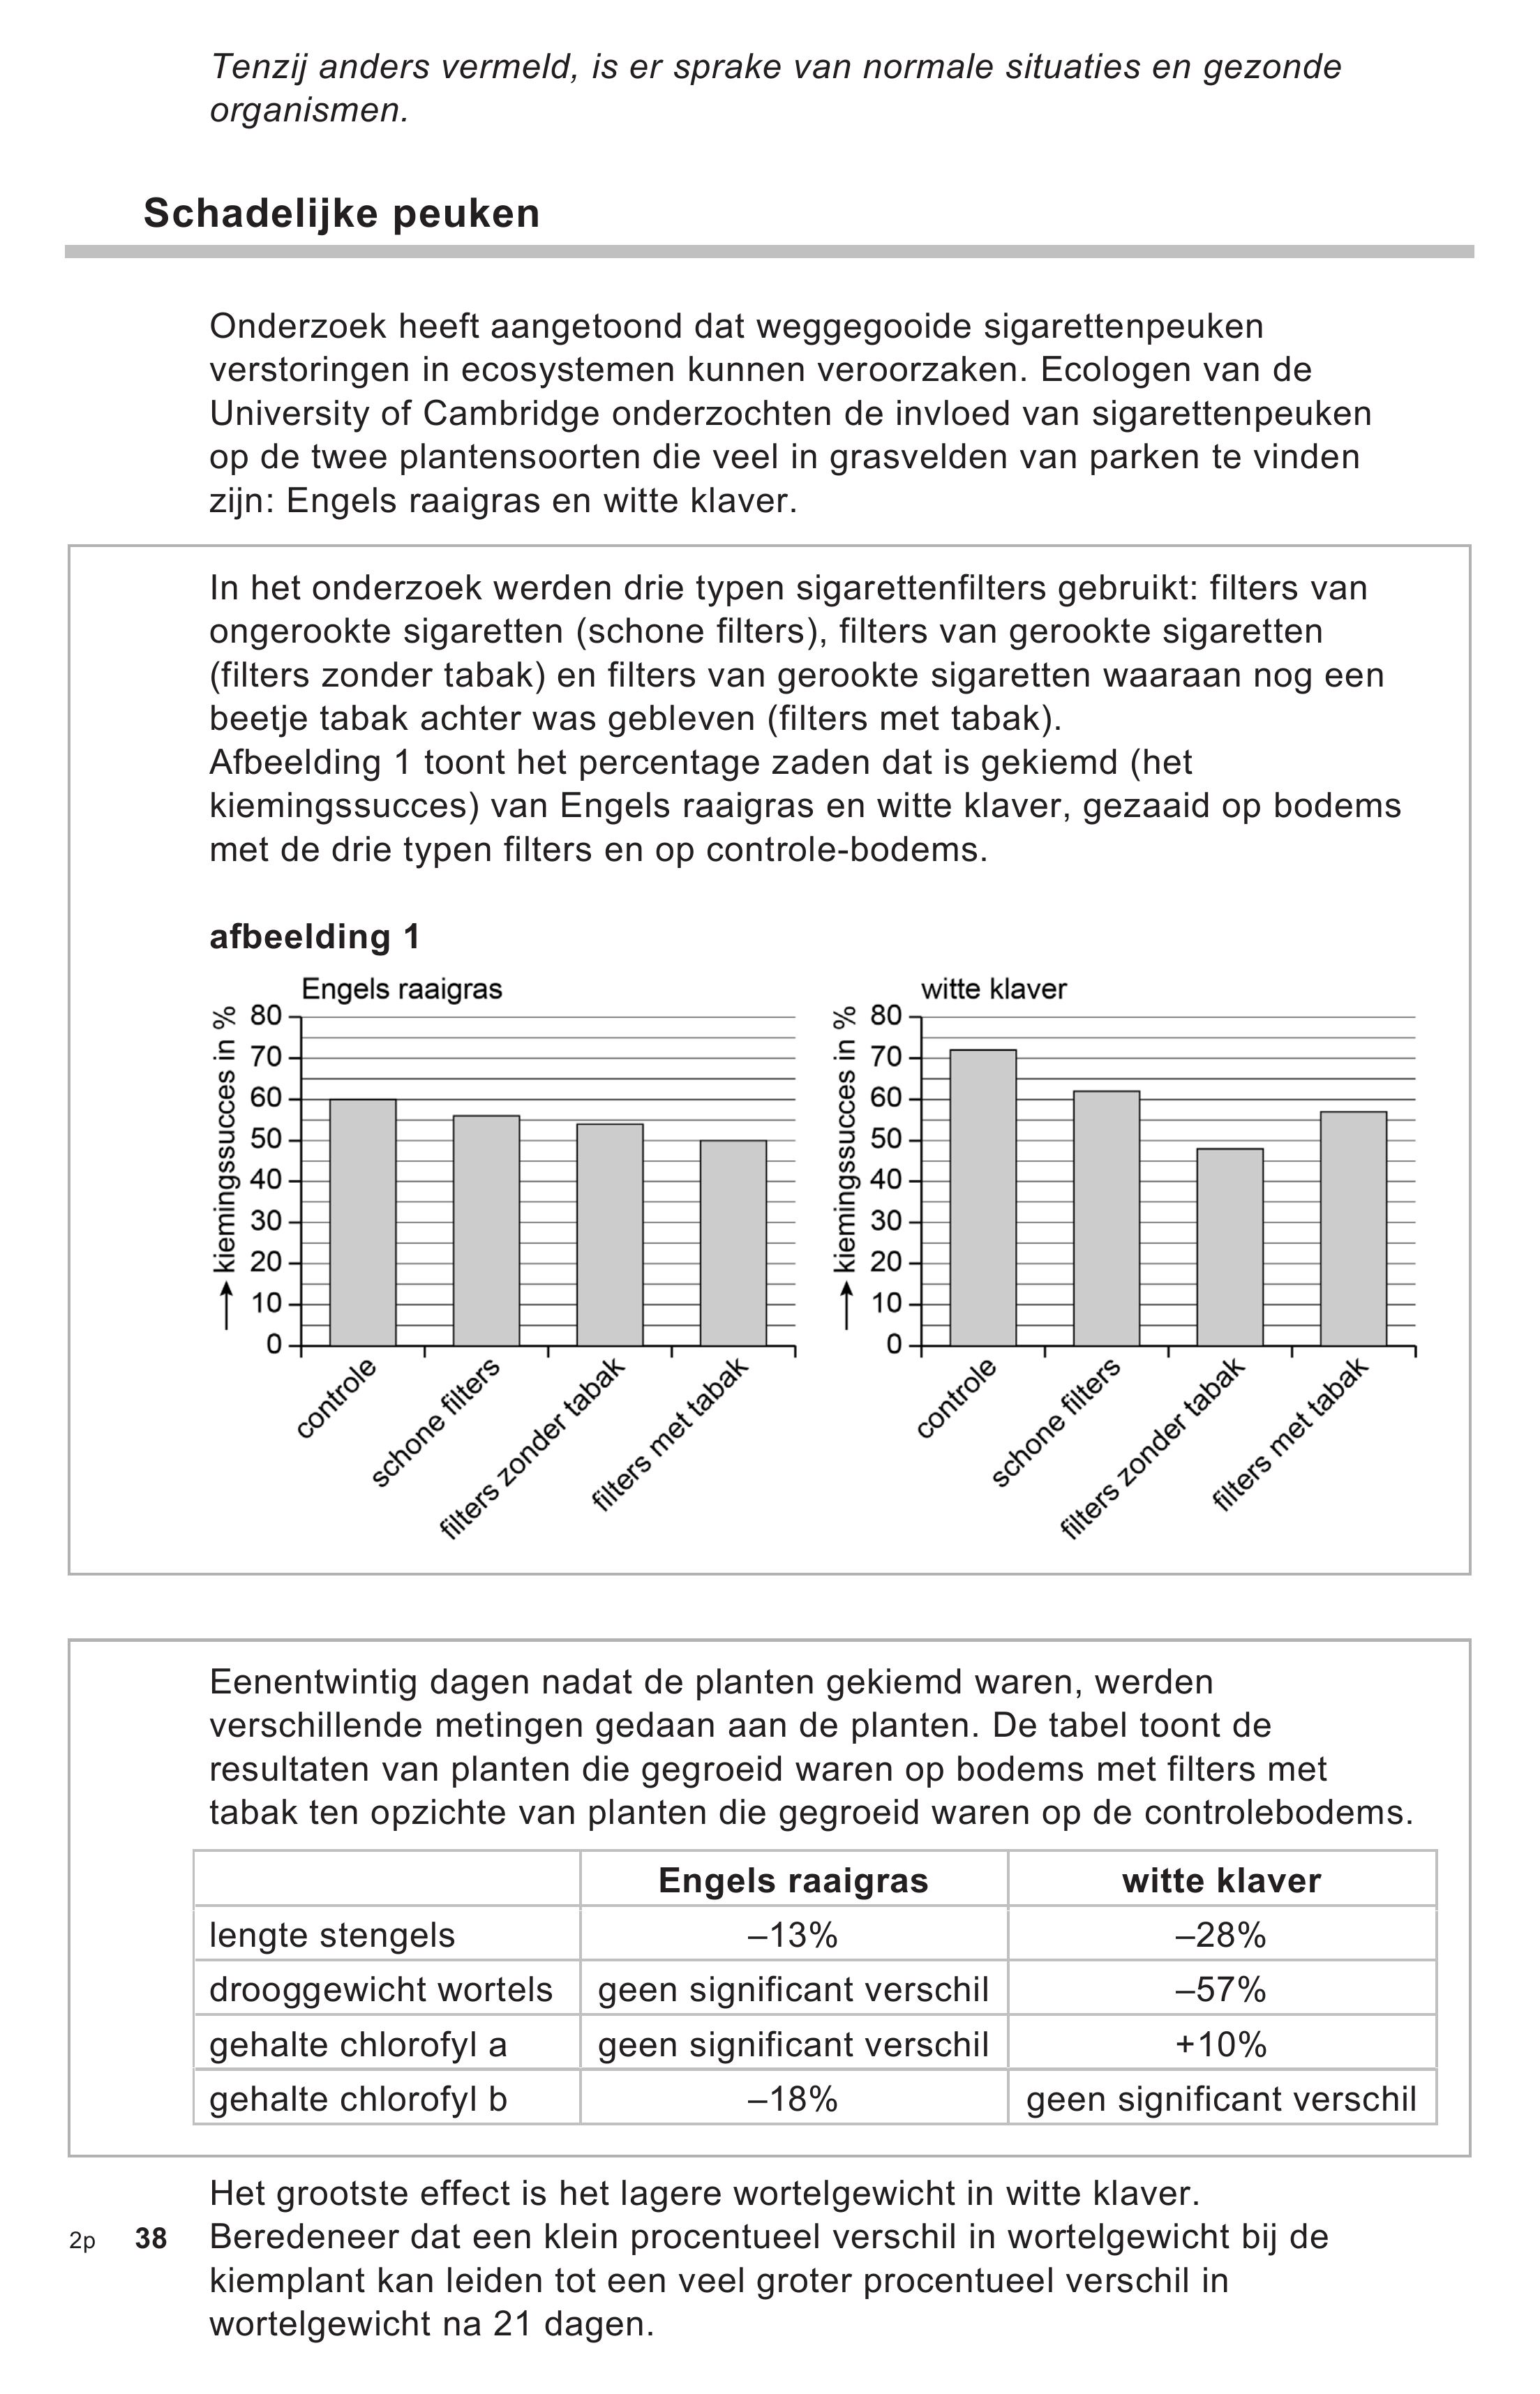 Tenzij anders vermeld, is er sprake van normale situaties en gezonde
organismen.
Schadelijke peuken
Onderzoek heeft aangetoond dat weggegooide sigarettenpeuken
verstoringen in ecosystemen kunnen veroorzaken. Ecologen van de
University of Cambridge onderzochten de invloed van sigarettenpeuken
op de twee plantensoorten die veel in grasvelden van parken te vinden
zijn: Engels raaigras en witte klaver.
In het onderzoek werden drie typen sigarettenfilters gebruikt: filters van
ongerookte sigaretten (schone filters), filters van gerookte sigaretten
(filters zonder tabak) en filters van gerookte sigaretten waaraan nog een
beetje tabak achter was gebleven (filters met tabak).
Afbeelding 1 toont het percentage zaden dat is gekiemd (het
kiemingssucces) van Engels raaigras en witte klaver, gezaaid op bodems
met de drie typen filters en op controle-bodems.
afbeelding 1
Engels raaigras
kiemingssucces in %
80
70
60
50
40
30
20
10
0
controle
schone filters
filters zonder tabak
filters met tabak
witte klaver
kiemingssucces in %
80
70
60
50
40
30
20
10
0
controle
schone filters
filters zonder tabak
filters met tabak
Eenentwintig dagen nadat de planten gekiemd waren, werden
verschillende metingen gedaan aan de planten. De tabel toont de
resultaten van planten die gegroeid waren op bodems met filters met
tabak ten opzichte van planten die gegroeid waren op de controlebodems.
Engels raaigras witte klaver
lengte stengels –13% –28%
drooggewicht wortels geen significant verschil –57%
gehalte chlorofyl a geen significant verschil +10%
gehalte chlorofyl b –18% geen significant verschil
Het grootste effect is het lagere wortelgewicht in witte klaver.
2p 38 Beredeneer dat een klein procentueel verschil in wortelgewicht bij de
kiemplant kan leiden tot een veel groter procentueel verschil in
wortelgewicht na 21 dagen.